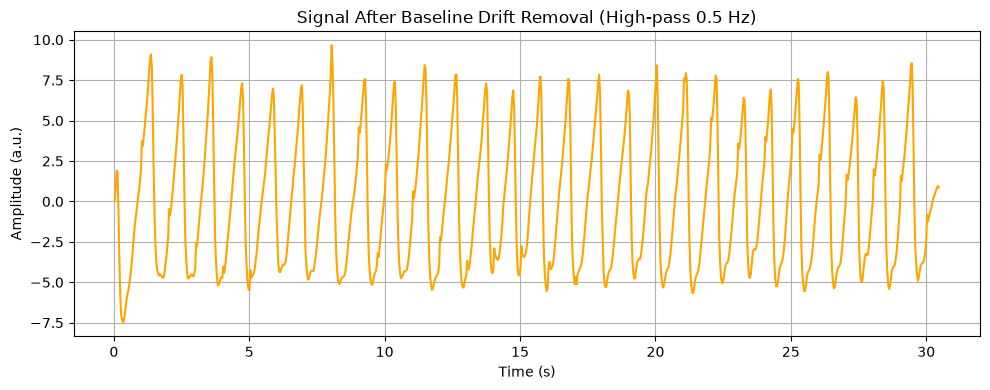 Signal After Baseline Drift Removal (High-pass 0.5 Hz)
Amplitude (a.u.)
10.0
7.5
5.0
2.5
0.0
−2.5
−5.0
−7.5
0 5 10 15 20 25 30
Time (s)